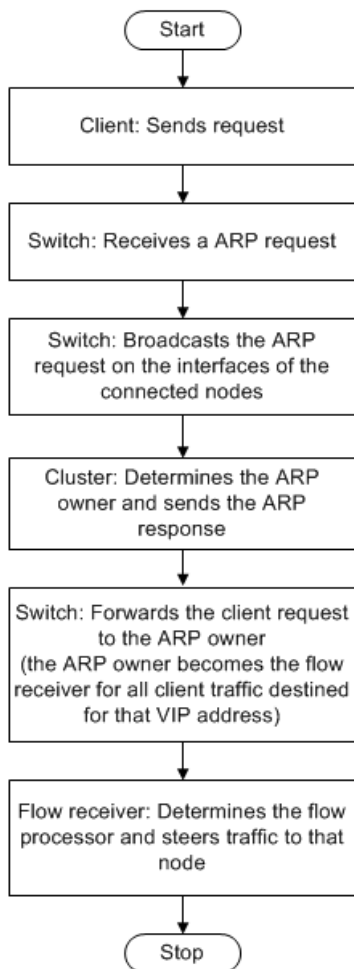 Start
Client: Sends request
Switch: Receives a ARP request
Switch: Broadcasts the ARP
request on the interfaces of the
connected nodes
Cluster: Determines the ARP
owner and sends the ARP
response
Switch: Forwards the client request
to the ARP owner
(the ARP owner becomes the flow
receiver for all client traffic destined
for that VIP address)
Flow receiver: Determines the flow
processor and steers traffic to that
node
Stop